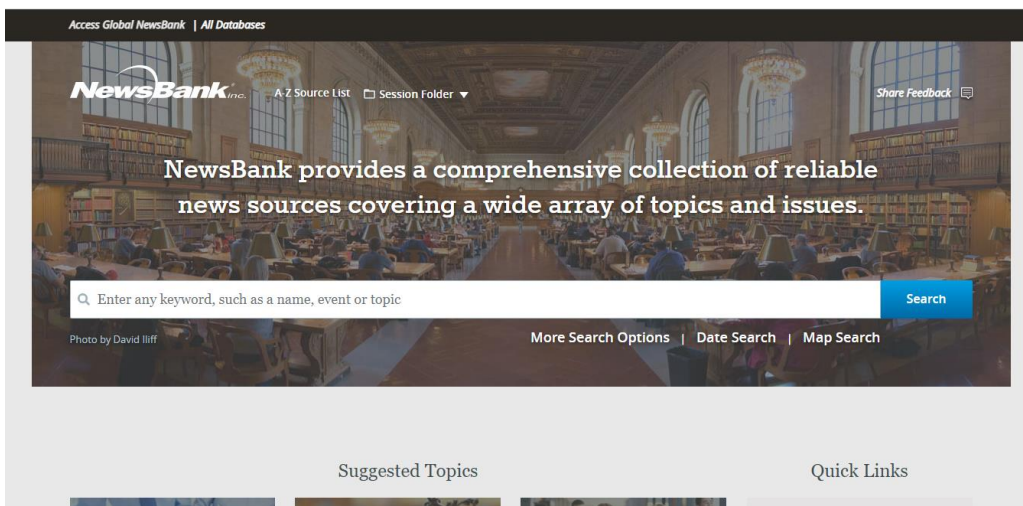 Access Global NewsBank | All Databases
NewsBank inc.
A-Z Source List
Session Folder
Share Feedback
NewsBank provides a comprehensive collection of reliable
news sources covering a wide array of topics and issues.
Enter any keyword, such as a name, event or topic
Search
Photo by David Iliff
More Search Options | Date Search | Map Search
Suggested Topics
Quick Links